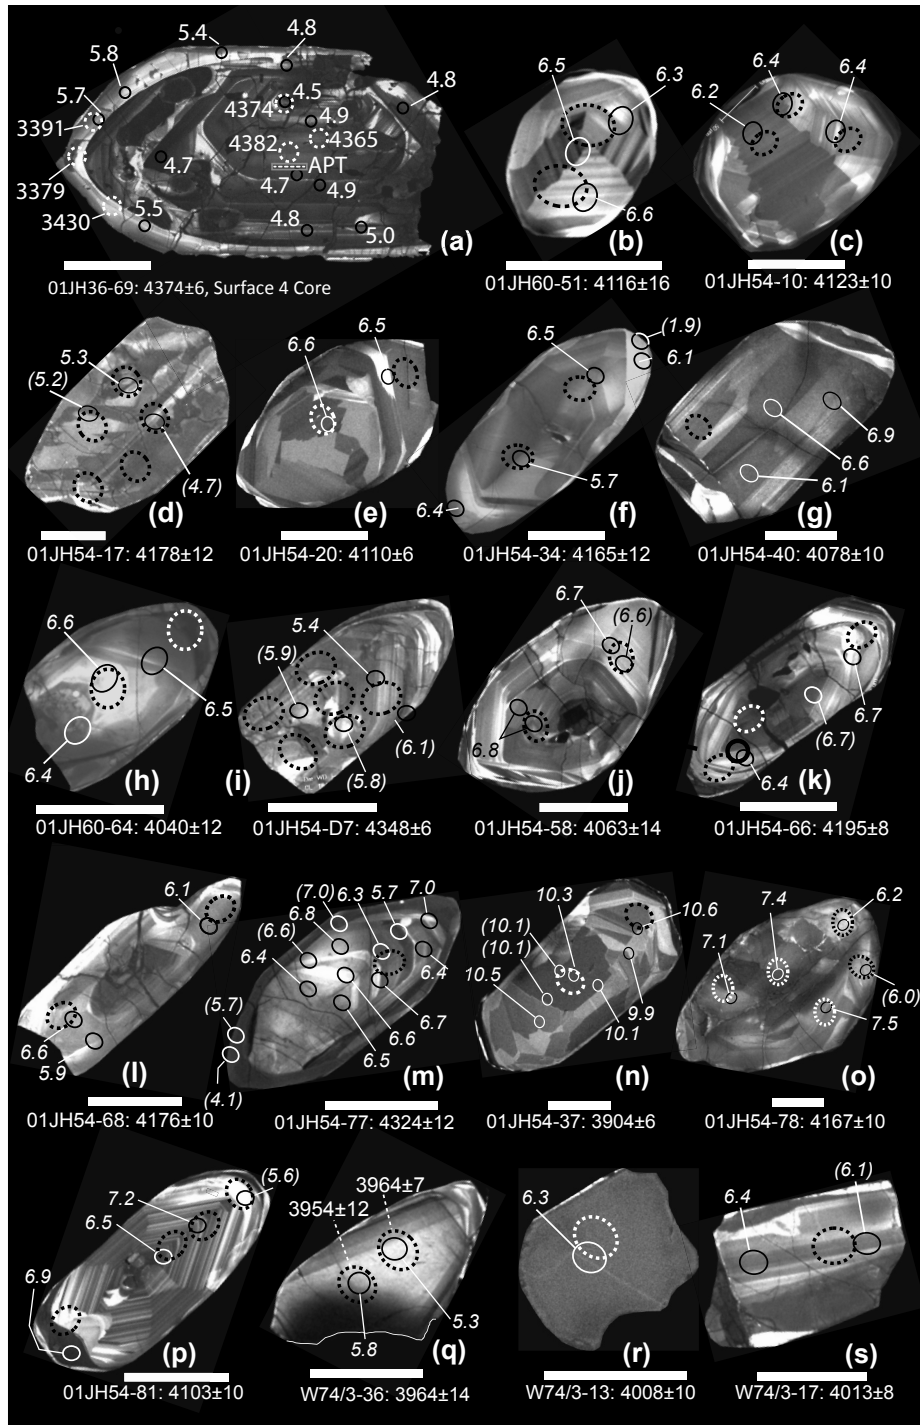 5.4
4.8
5.8
4.8
5.7
4.5
4374
4.9
3391
4365
4382
APT
3379
4.7
4.7
4.9
3430
5.5
4.8
5.0
(a)
01JH36-69: 4374±6, Surface 4 Core
6.5
6.3
6.6
(b)
01JH60-51: 4116±16
6.4
6.4
6.2
(c)
01JH54-10: 4123±10
5.3
(5.2)
(4.7)
(d)
01JH54-17: 4178±12
6.5
6.6
(e)
01JH54-20: 4110±6
(1.9)
6.5
6.1
5.7
6.4
(f)
01JH54-34: 4165±12
6.9
6.6
6.1
(g)
01JH54-40: 4078±10
6.6
6.5
6.4
(h)
01JH60-64: 4040±12
5.4
(5.9)
(6.1)
(5.8)
(i)
01JH54-D7: 4348±6
6.7
(6.6)
6.8
(j)
01JH54-58: 4063±14
6.7
(6.7)
6.4
(k)
01JH54-66: 4195±8
6.1
6.6
5.9
(l)
01JH54-68: 4176±10
(7.0)
6.3
5.7
7.0
6.8
(6.6)
6.4
6.4
6.7
(5.7)
6.6
6.5
(4.1)
(m)
01JH54-77: 4324±12
10.3
10.6
(10.1)
(10.1)
10.5
9.9
10.1
(n)
01JH54-37: 3904±6
6.2
7.4
7.1
(6.0)
7.5
(o)
01JH54-78: 4167±10
(5.6)
7.2
6.5
6.9
(p)
01JH54-81: 4103±10
3964±7
3954±12
5.3
5.8
(q)
W74/3-36: 3964±14
6.3
(r)
W74/3-13: 4008±10
(6.1)
6.4
(s)
W74/3-17: 4013±8